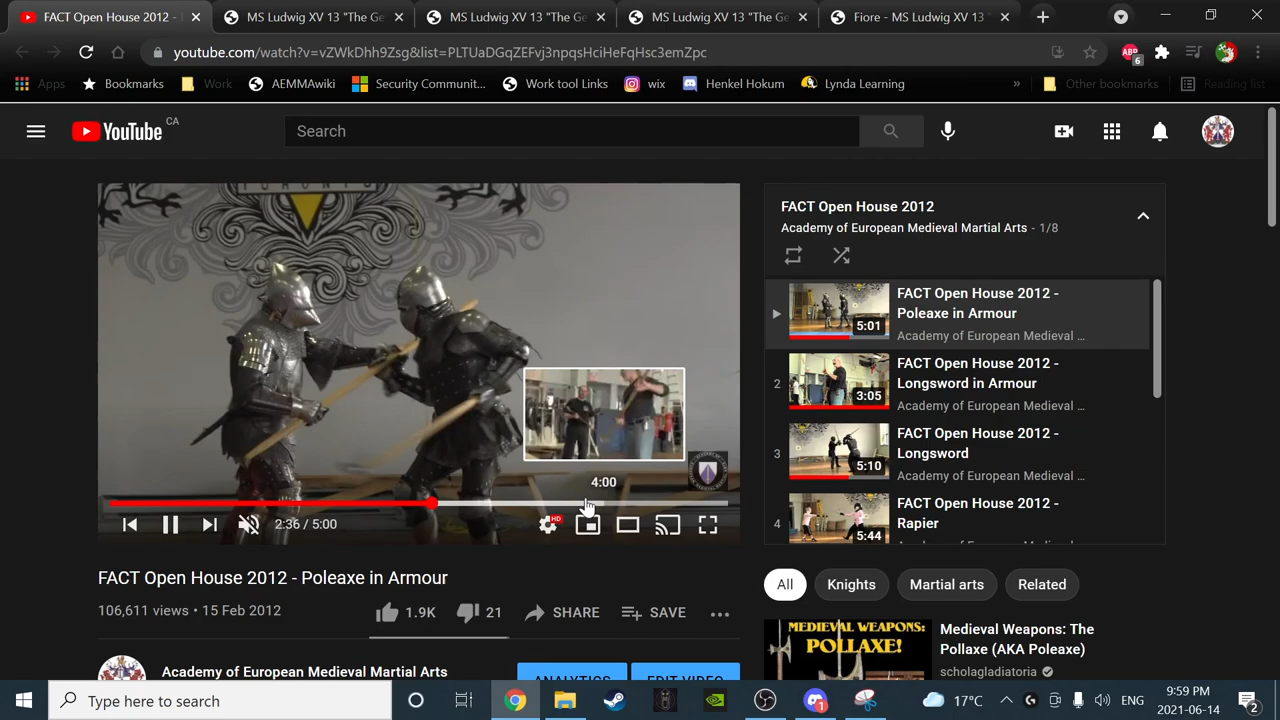 FACT Open House 2012 -
MS Ludwig XV 13 "The Ge
MS Ludwig XV 13 "The Ge
MS Ludwig XV 13 "The Ge
Fiore - MS Ludwig XV 13 "
youtube.com/watch?v=vZWkDhh9Zsg&list=PLTUaDGqZEFvj3npqsHciHeFqHsc3emZpc
6
Apps
Bookmarks
Work
AEMMAwiki
Security Communit...
Work tool Links
wix
Henkel Hokum
Lynda Learning
»
Other bookmarks
Reading list
YouTube CA
Search
TORONTO
4:00
2:36 / 5:00
HD
FACT Open House 2012
Academy of European Medieval Martial Arts - 1/8
FACT Open House 2012 -
Poleaxe in Armour
Academy of European Medieval ...
5:01
2
FACT Open House 2012 -
Longsword in Armour
Academy of European Medieval ...
3:05
3
FACT Open House 2012 -
Longsword
Academy of European Medieval ...
5:10
4
FACT Open House 2012 -
Rapier
5:44
FACT Open House 2012 - Poleaxe in Armour
106,611 views • 15 Feb 2012
1.9K
21
SHARE
SAVE
All
Knights
Martial arts
Related
MEDIEVAL WEAPONS:
POLLAXE!
Medieval Weapons: The
Pollaxe (AKA Poleaxe)
scholagladiatoria
Academy of European Medieval Martial Arts
ANALYTICS
EDIT VIDEO
Type here to search
1
17°C
ENG
9:59 PM
2021-06-14
2